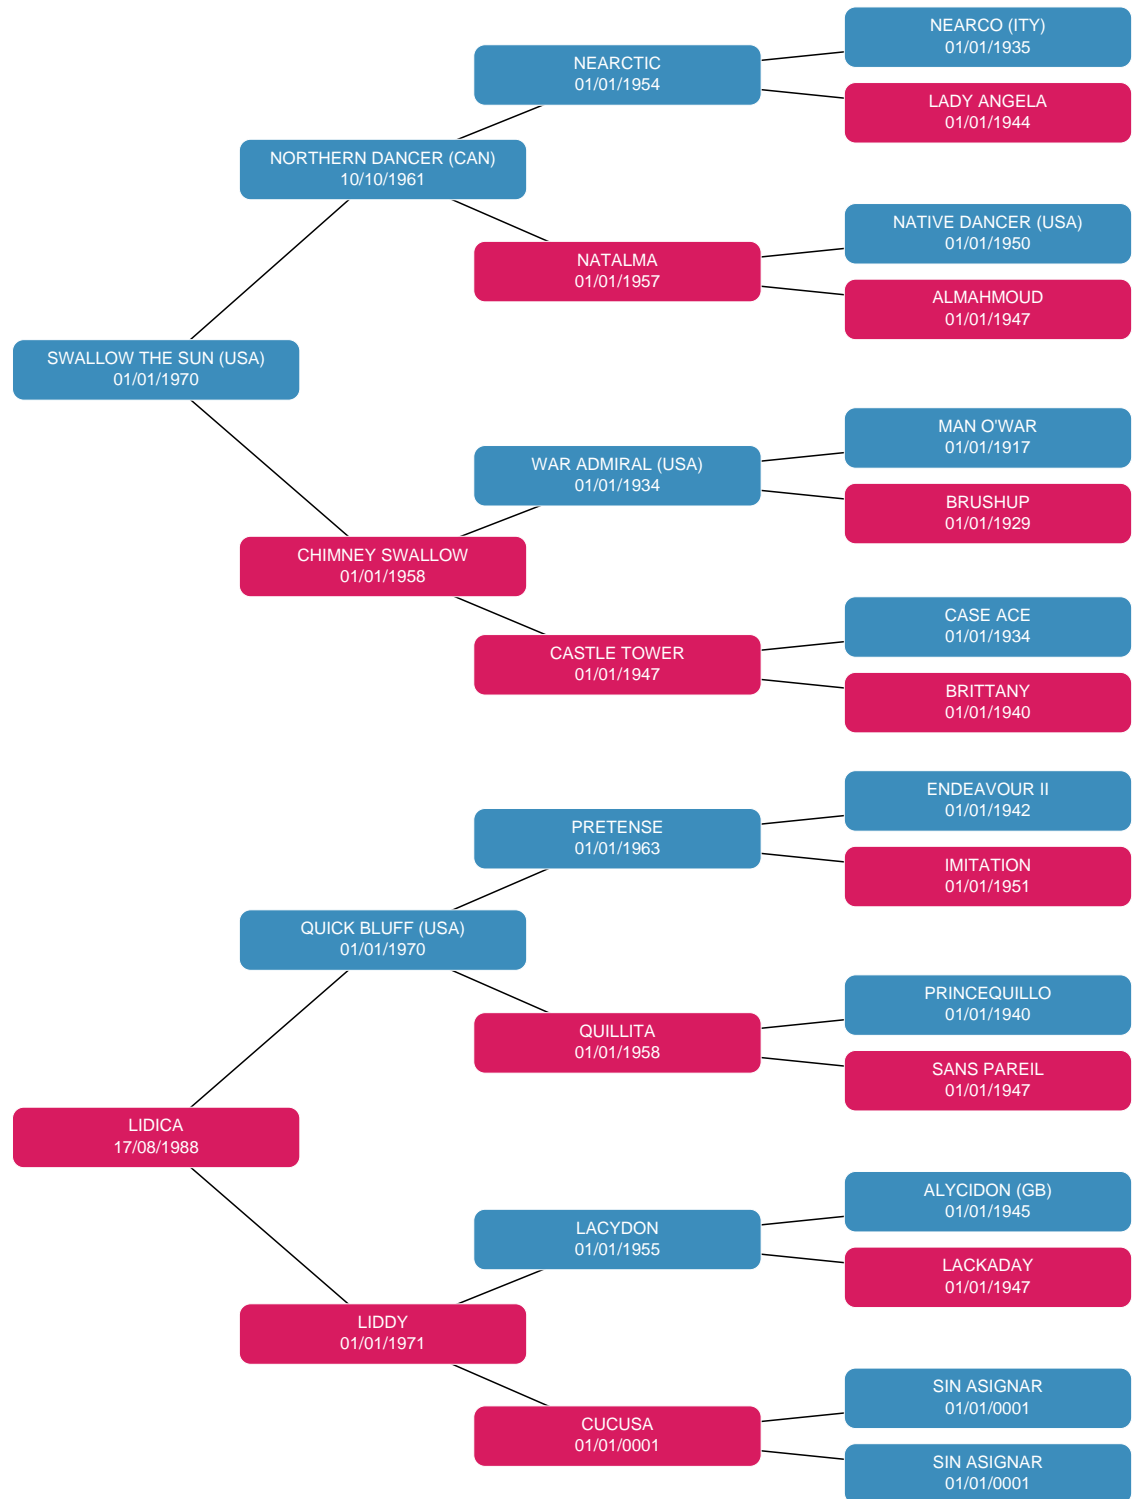 NEARCO (ITY)
01/01/1935
NEARCTIC
01/01/1954
LADY ANGELA
01/01/1944
NORTHERN DANCER (CAN)
10/10/1961
NATIVE DANCER (USA)
01/01/1950
NATALMA
01/01/1957
ALMAHMOUD
01/01/1947
SWALLOW THE SUN (USA)
01/01/1970
MAN O'WAR
01/01/1917
WAR ADMIRAL (USA)
01/01/1934
BRUSHUP
01/01/1929
CHIMNEY SWALLOW
01/01/1958
CASE ACE
01/01/1934
CASTLE TOWER
01/01/1947
BRITTANY
01/01/1940
ENDEAVOUR II
01/01/1942
PRETENSE
01/01/1963
IMITATION
01/01/1951
QUICK BLUFF (USA)
01/01/1970
PRINCEQUILLO
01/01/1940
QUILLITA
01/01/1958
SANS PAREIL
01/01/1947
LIDICA
17/08/1988
ALYCIDON (GB)
01/01/1945
LACYDON
01/01/1955
LACKADAY
01/01/1947
LIDDY
01/01/1971
SIN ASIGNAR
01/01/0001
CUCUSA
01/01/0001
SIN ASIGNAR
01/01/0001